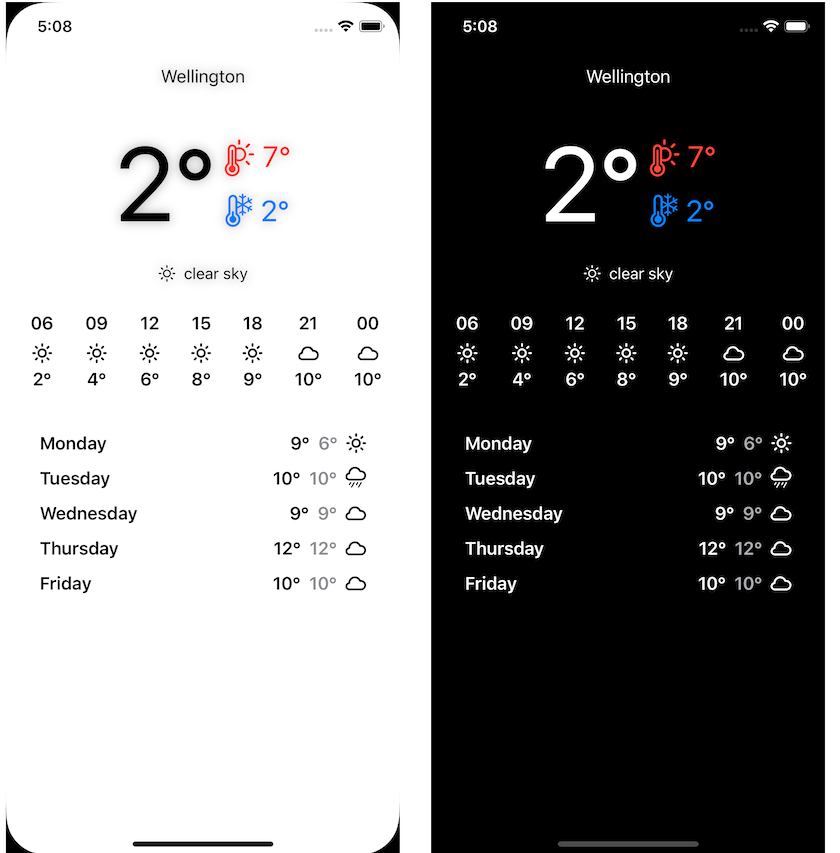 5:08
Wellington
2° 7°
2°
clear sky
06 09 12 15 18 21 00
2° 4° 6° 8° 9° 10° 10°
Monday 9° 6°
Tuesday 10° 10°
Wednesday 9° 9°
Thursday 12° 12°
Friday 10° 10°
5:08
Wellington
2° 7°
2°
clear sky
06 09 12 15 18 21 00
2° 4° 6° 8° 9° 10° 10°
Monday 9° 6°
Tuesday 10° 10°
Wednesday 9° 9°
Thursday 12° 12°
Friday 10° 10°